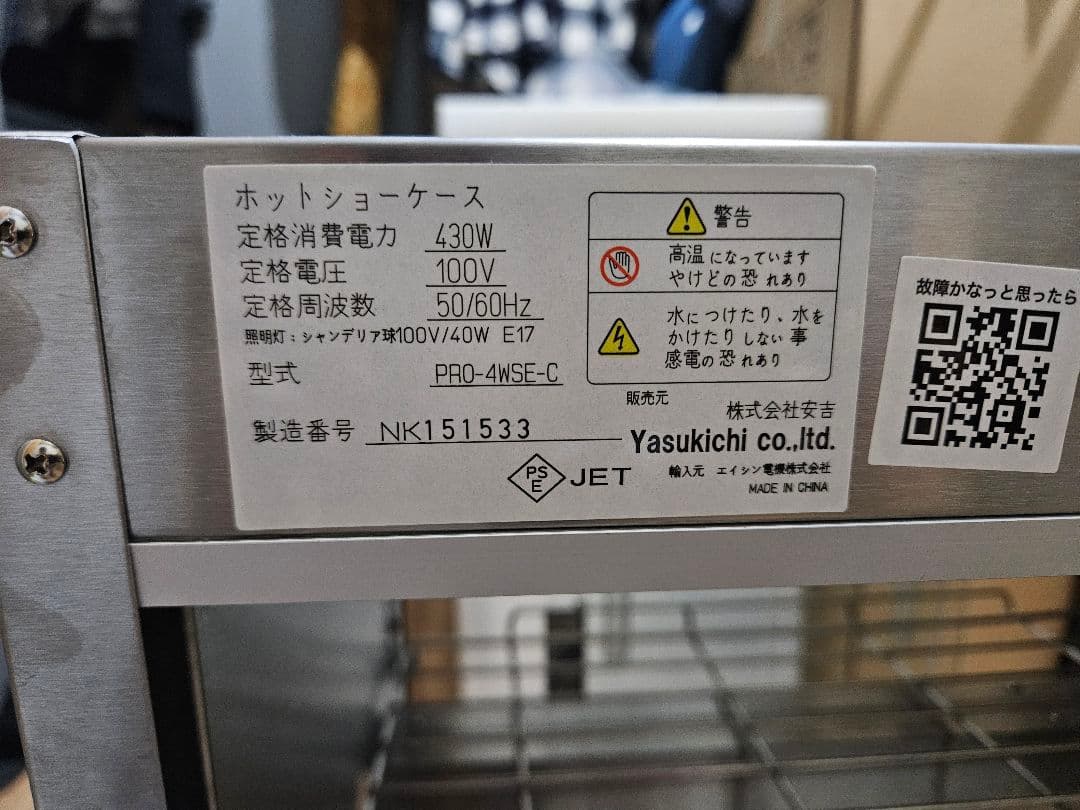 ホットショーケース
定格消費電力 430W
定格電圧 100V
定格周波数 50/60Hz
照明灯：シャンデリア球100V/40W E17
型式 PRO-4WSE-C
製造番号 NK151533
PS
E
JET
警告
高温になっています
やけどの恐れあり
水につけたり、水を
かけたりしない事
感電の恐れあり
販売元
株式会社安吉
Yasukichi co.,ltd.
輸入元 エイシン電機株式会社
MADE IN CHINA
故障かなっと思ったら